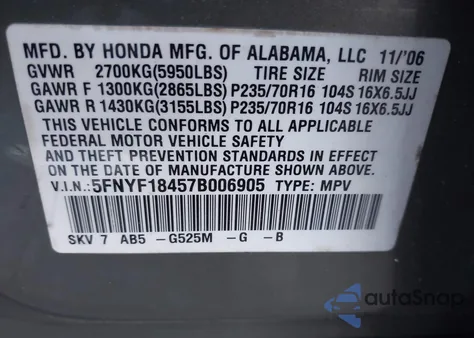 MFD. BY HONDA MFG. OF ALABAMA, LLC 11/'06
GVWR 2700KG(5950LBS) TIRE SIZE RIM SIZE
GAWR F 1300KG(2865LBS) P235/70R16 104S 16X6.5JJ
GAWR R 1430KG(3155LBS) P235/70R16 104S 16X6.5JJ
THIS VEHICLE CONFORMS TO ALL APPLICABLE
FEDERAL MOTOR VEHICLE SAFETY
AND THEFT PREVENTION STANDARDS IN EFFECT
ON THE DATE OF MANUFACTURE SHOWN ABOVE.
V.I.N.: 5FNYF18457B006905 TYPE: MPV
SKV 7 AB5 -G525M -G -B
autoSnap